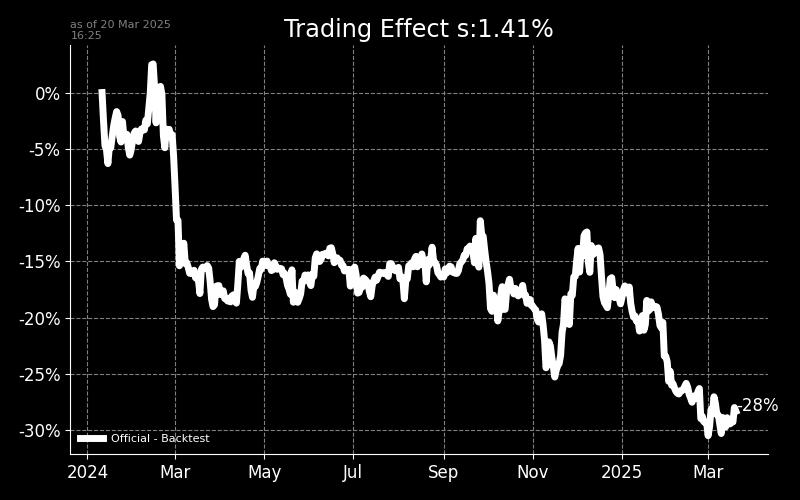 as of 20 Mar 2025
16:25
Trading Effect s:1.41%
0%
-5%
-10%
-15%
-20%
-25%
-30%
-28%
Official - Backtest
2024 Mar May Jul Sep Nov 2025 Mar